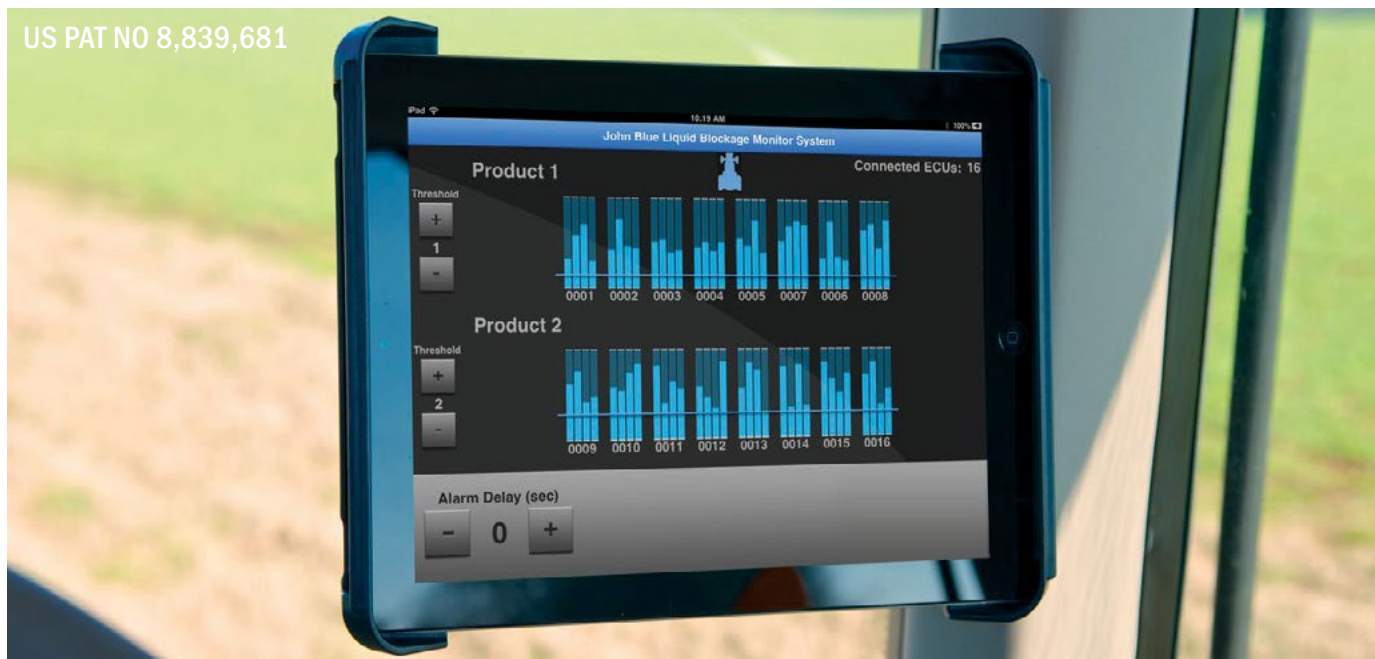 US PAT NO 8,839,681
iPad
10:19 AM
100%
John Blue Liquid Blockage Monitor System
Product 1
Connected ECUs: 16
Threshold
+
1
-
0001 0002 0003 0004 0005 0007 0006 0008
Product 2
Threshold
+
2
-
0009 0010 0011 0012 0013 0014 0015 0016
Alarm Delay (sec)
- 0 +